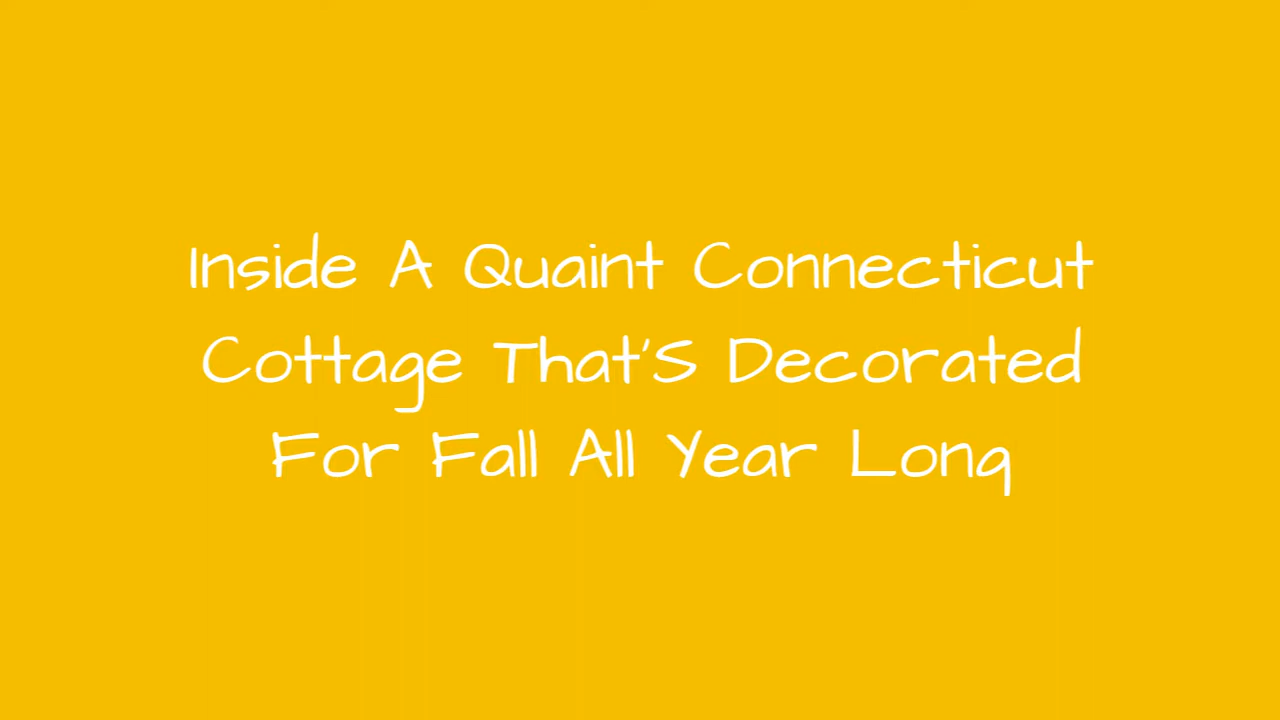 Inside A Quaint Connecticut
Cottage That'S Decorated
For Fall All Year Long